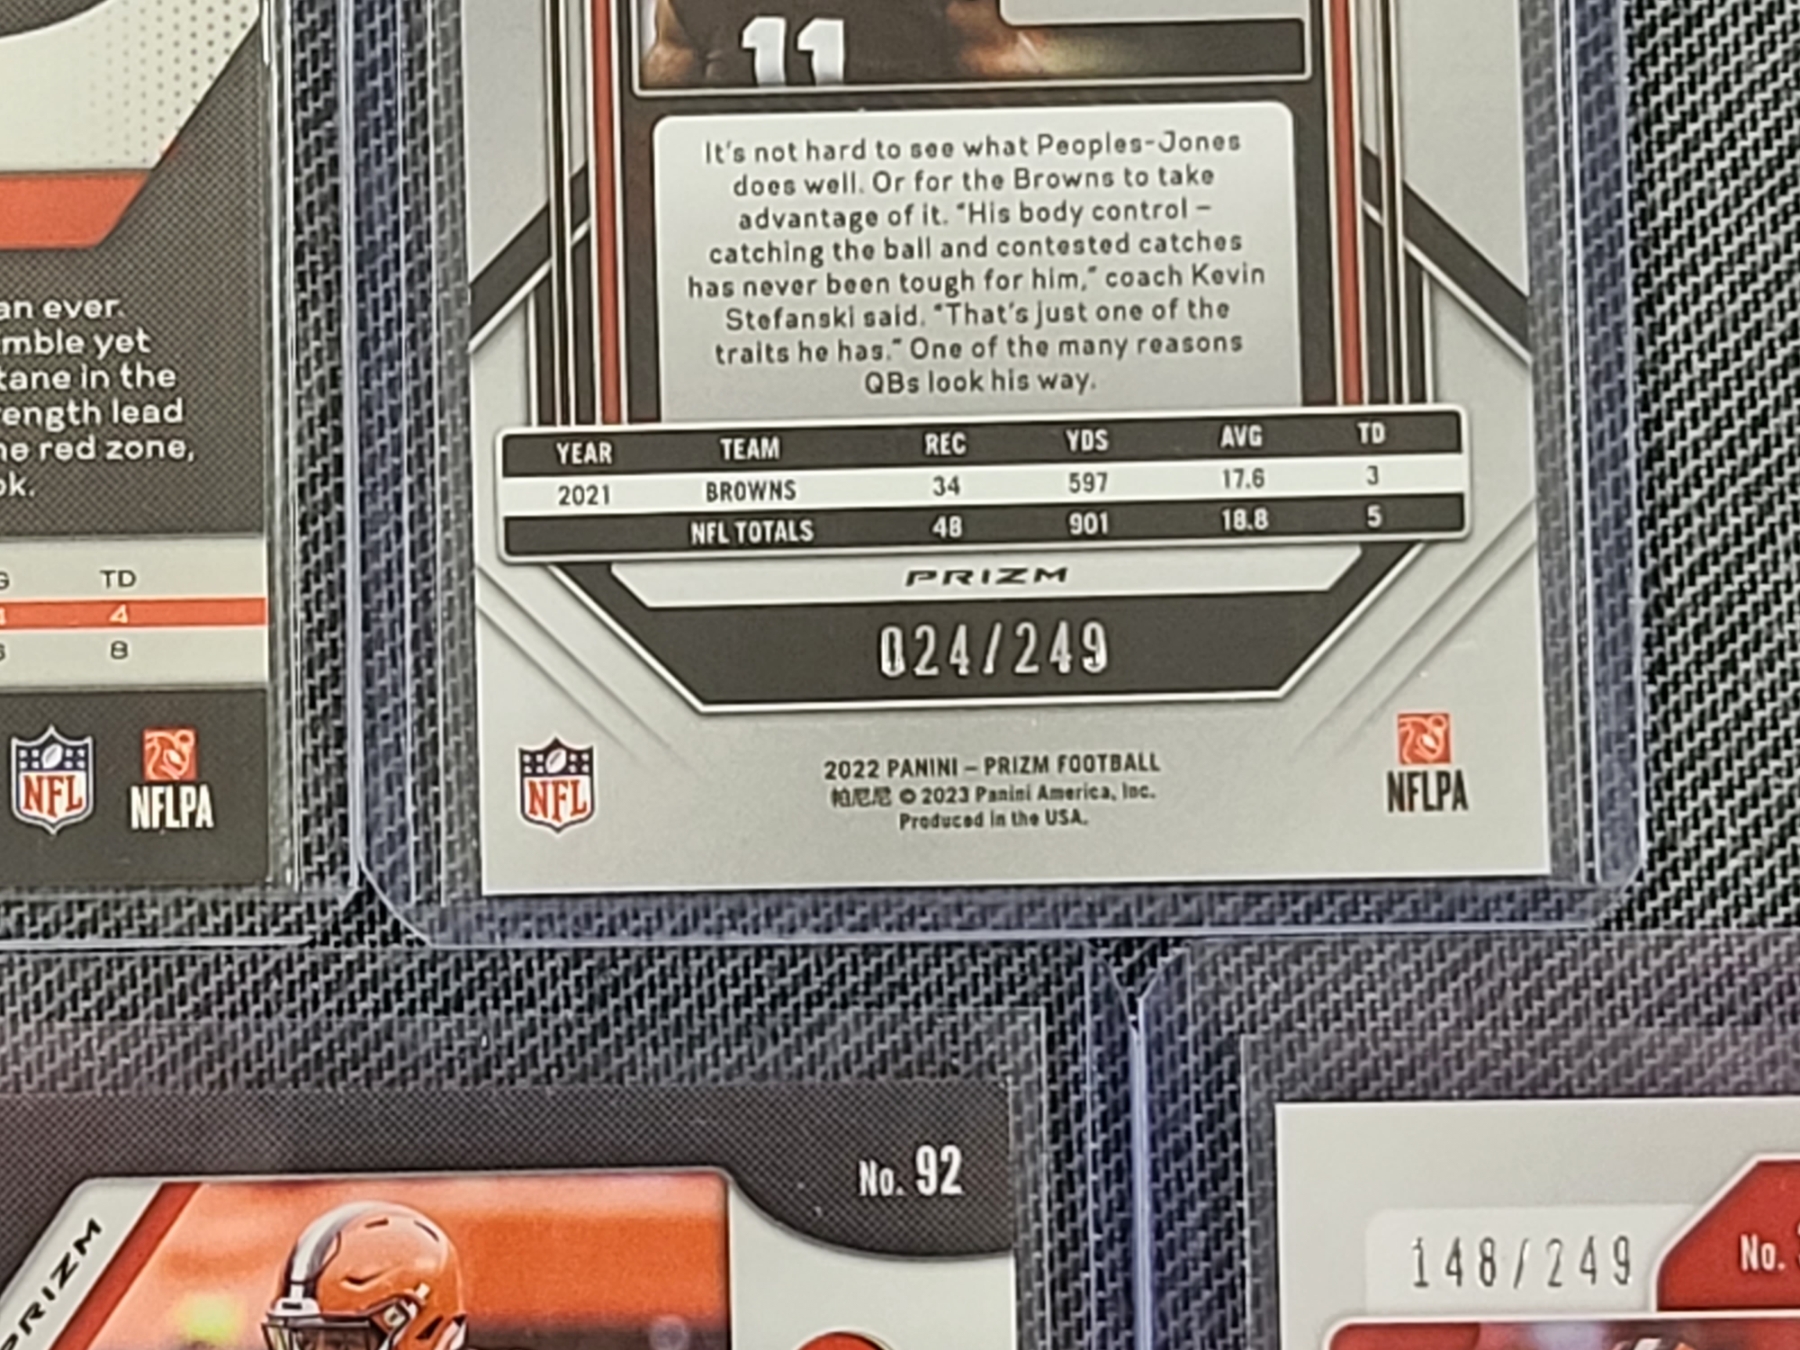 an ever.
mble yet
tane in the
ength lead
he red zone,
ok.
TD
4
8
NFL
NFLPA
11
It's not hard to see what Peoples-Jones
does well. Or for the Browns to take
advantage of it. "His body control –
catching the ball and contested catches
has never been tough for him," coach Kevin
Stefanski said. "That's just one of the
traits he has." One of the many reasons
QBs look his way.
YEAR TEAM REC YDS AVG TD
2021 BROWNS 34 597 17.6 3
NFL TOTALS 48 901 18.8 5
PRIZM
024/249
NFL
2022 PANINI – PRIZM FOOTBALL
帕尼尼 © 2023 Panini America, Inc.
Produced in the USA.
NFLPA
No. 92
PRIZM
148/249
No.